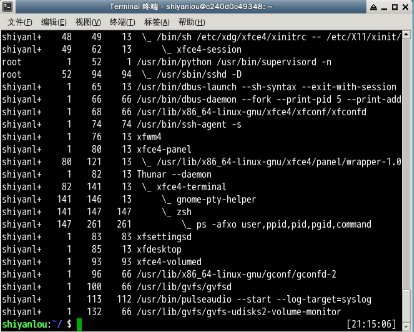 Terminal 终端 - shiyanlou@c240d0c49348: ~
文件(F) 编辑(E) 视图(V) 终端(T) 标签(A) 帮助(H)
shiyanl+ 48 49 13 \_ /bin/sh /etc/xdg/xfce4/xinitrc -- /etc/X11/xinit/
shiyanl+ 49 62 13 \_ xfce4-session
root 1 52 1 /usr/bin/python /usr/bin/supervisord -n
root 52 94 94 \_ /usr/sbin/sshd -D
shiyanl+ 1 65 13 /usr/bin/dbus-launch --sh-syntax --exit-with-session
shiyanl+ 1 66 66 /usr/bin/dbus-daemon --fork --print-pid 5 --print-add
shiyanl+ 1 68 66 /usr/lib/x86_64-linux-gnu/xfce4/xfconf/xfconfd
shiyanl+ 1 74 74 /usr/bin/ssh-agent -s
shiyanl+ 1 76 13 xfwm4
shiyanl+ 1 80 13 xfce4-panel
shiyanl+ 80 121 13 \_ /usr/lib/x86_64-linux-gnu/xfce4/panel/wrapper-1.0
shiyanl+ 1 82 13 Thunar --daemon
shiyanl+ 82 141 13 \_ xfce4-terminal
shiyanl+ 141 146 13 \_ gnome-pty-helper
shiyanl+ 141 147 147 \_ zsh
shiyanl+ 147 261 261 \_ ps -afxo user,ppid,pid,pgid,command
shiyanl+ 1 83 83 xfsettingsd
shiyanl+ 1 85 13 xfdesktop
shiyanl+ 1 93 93 xfce4-volumed
shiyanl+ 1 96 66 /usr/lib/x86_64-linux-gnu/gconf/gconfd-2
shiyanl+ 1 100 66 /usr/lib/gvfs/gvfsd
shiyanl+ 1 113 112 /usr/bin/pulseaudio --start --log-target=syslog
shiyanl+ 1 132 66 /usr/lib/gvfs/gvfs-udisks2-volume-monitor
shiyanlou:~/ $ [21:15:06]